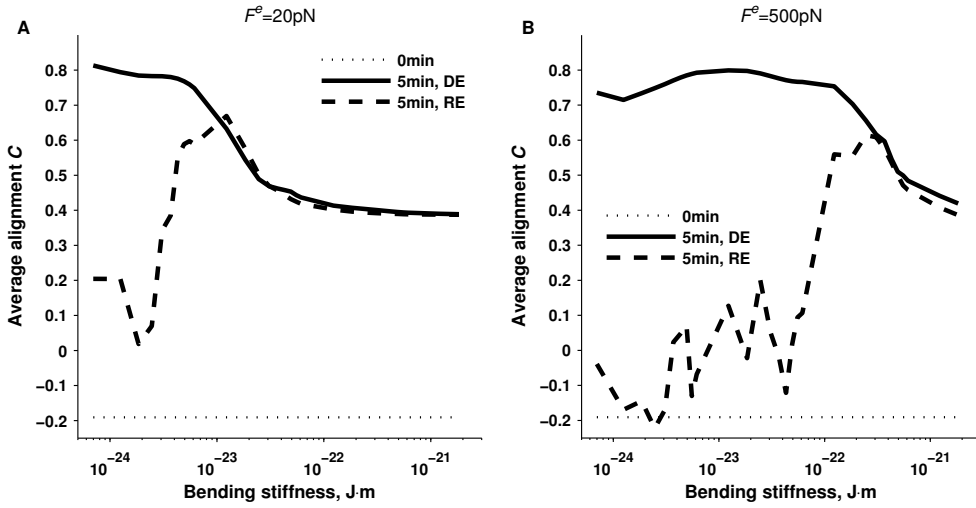 A
Fᵉ=20pN
0min
5min, DE
5min, RE
0.8
0.7
0.6
0.5
0.4
0.3
0.2
0.1
0
−0.1
−0.2
Average alignment C
10⁻²⁴
10⁻²³
10⁻²²
10⁻²¹
Bending stiffness, J·m
B
Fᵉ=500pN
0min
5min, DE
5min, RE
0.8
0.7
0.6
0.5
0.4
0.3
0.2
0.1
0
−0.1
−0.2
Average alignment C
10⁻²⁴
10⁻²³
10⁻²²
10⁻²¹
Bending stiffness, J·m